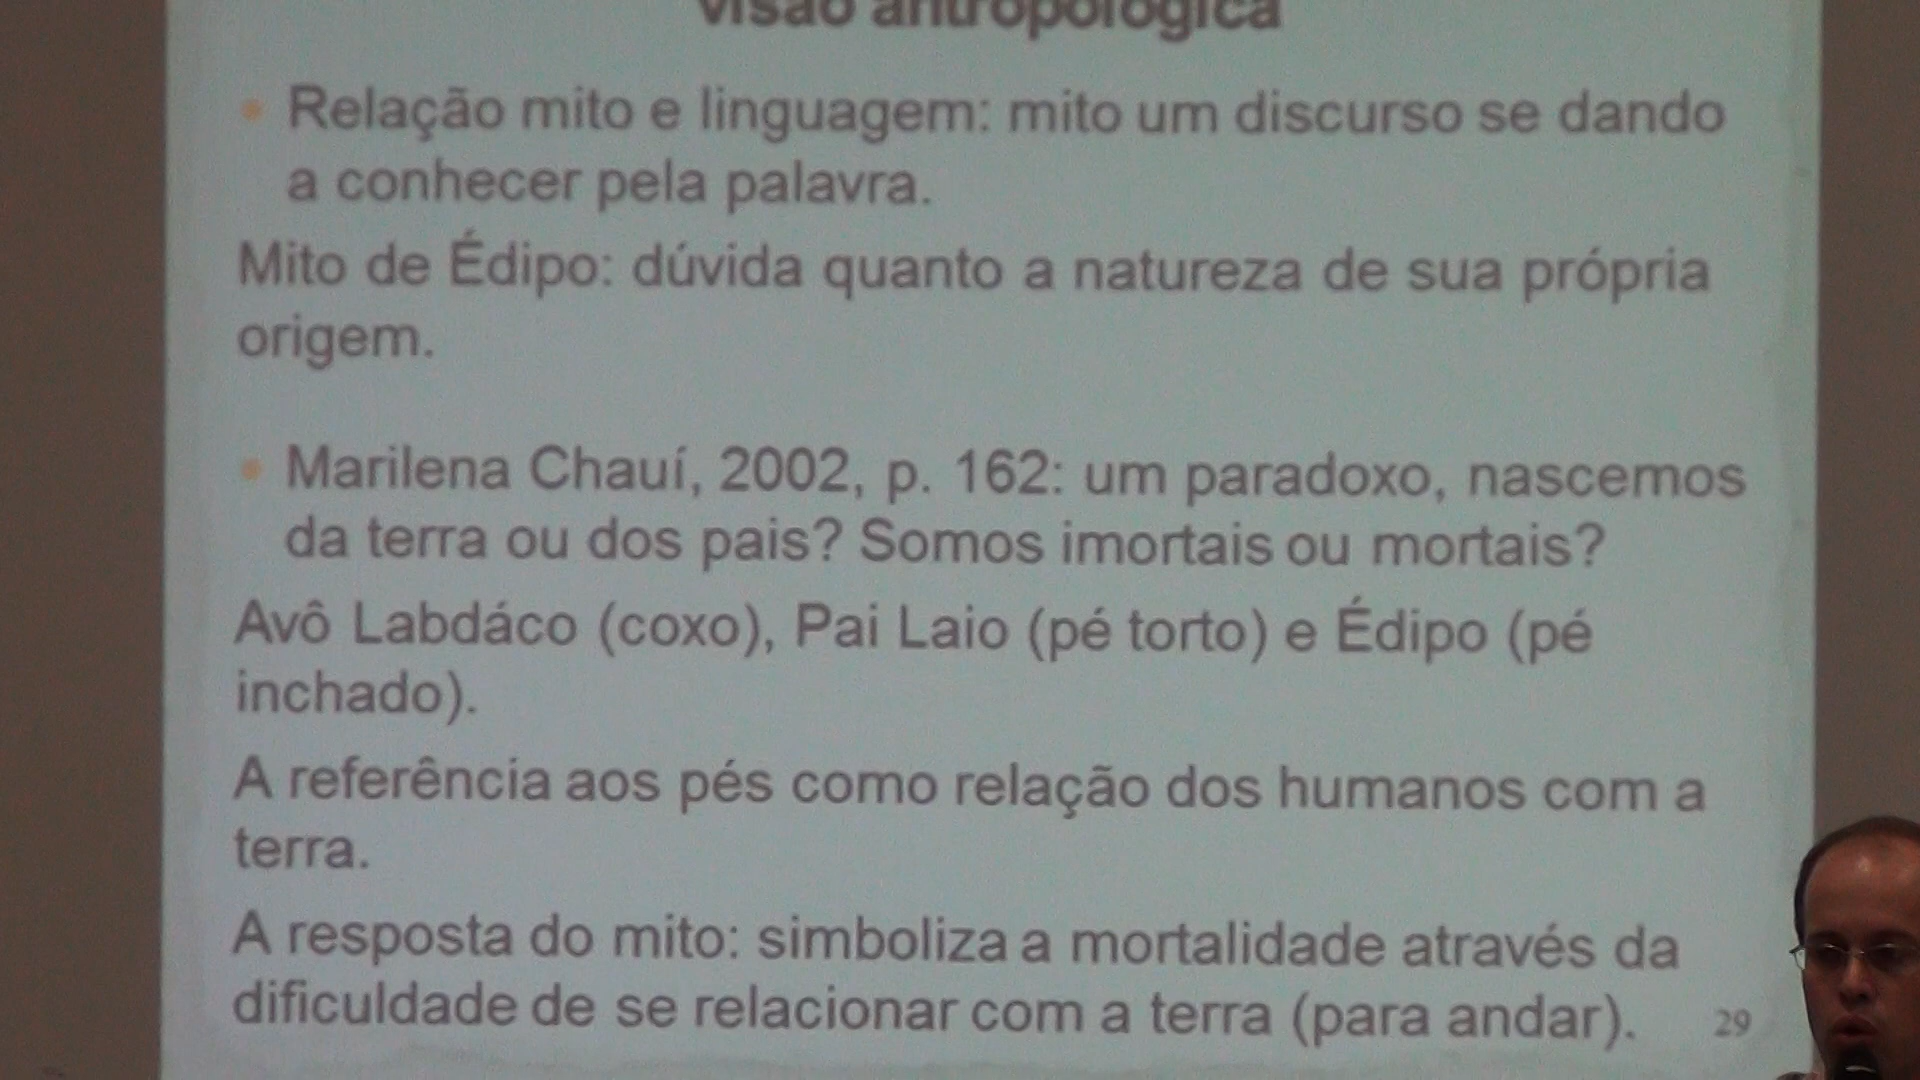 visão antropológica
• Relação mito e linguagem: mito um discurso se dando
a conhecer pela palavra.
Mito de Édipo: dúvida quanto a natureza de sua própria
origem.
• Marilena Chauí, 2002, p. 162: um paradoxo, nascemos
da terra ou dos pais? Somos imortais ou mortais?
Avô Labdáco (coxo), Pai Laio (pé torto) e Édipo (pé
inchado).
A referência aos pés como relação dos humanos com a
terra.
A resposta do mito: simboliza a mortalidade através da
dificuldade de se relacionar com a terra (para andar).
29